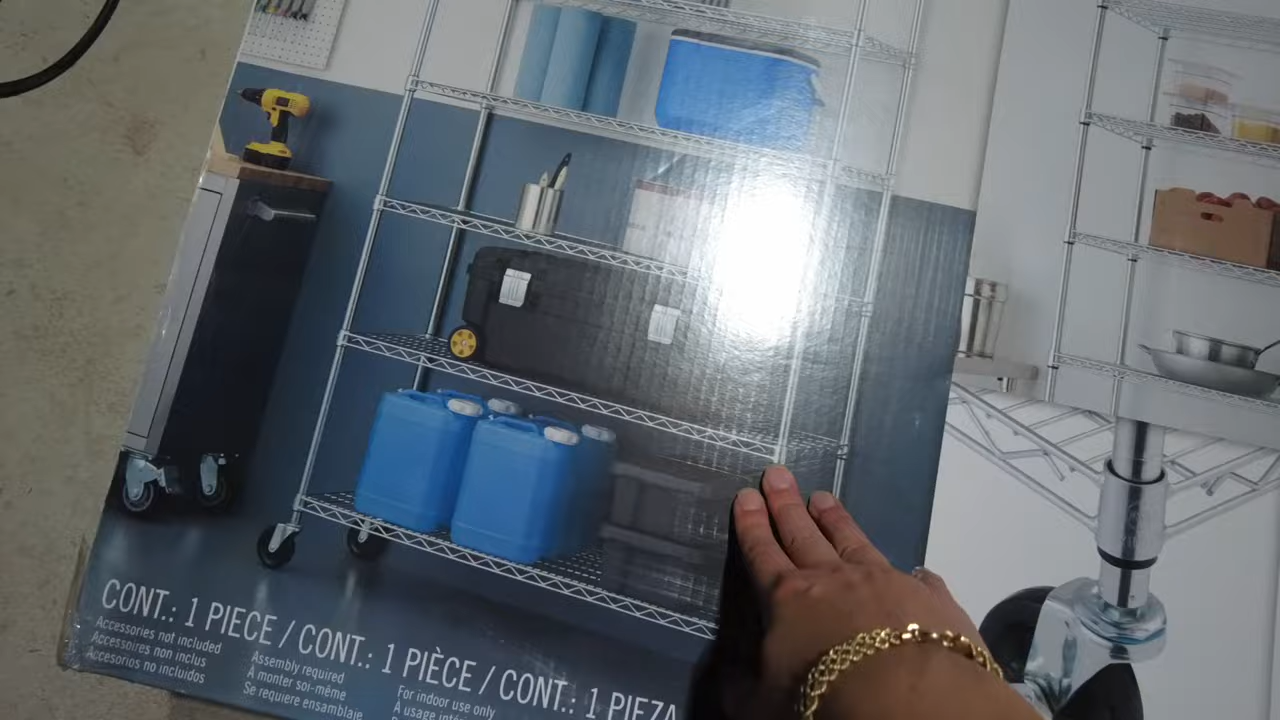 CONT.: 1 PIECE / CONT.: 1 PIÈCE / CONT.: 1 PIEZA
Accessories not included
Accessoires non inclus
Accesorios no incluidos
Assembly required
À monter soi-même
Se requiere ensamblaje
For indoor use only
À usage